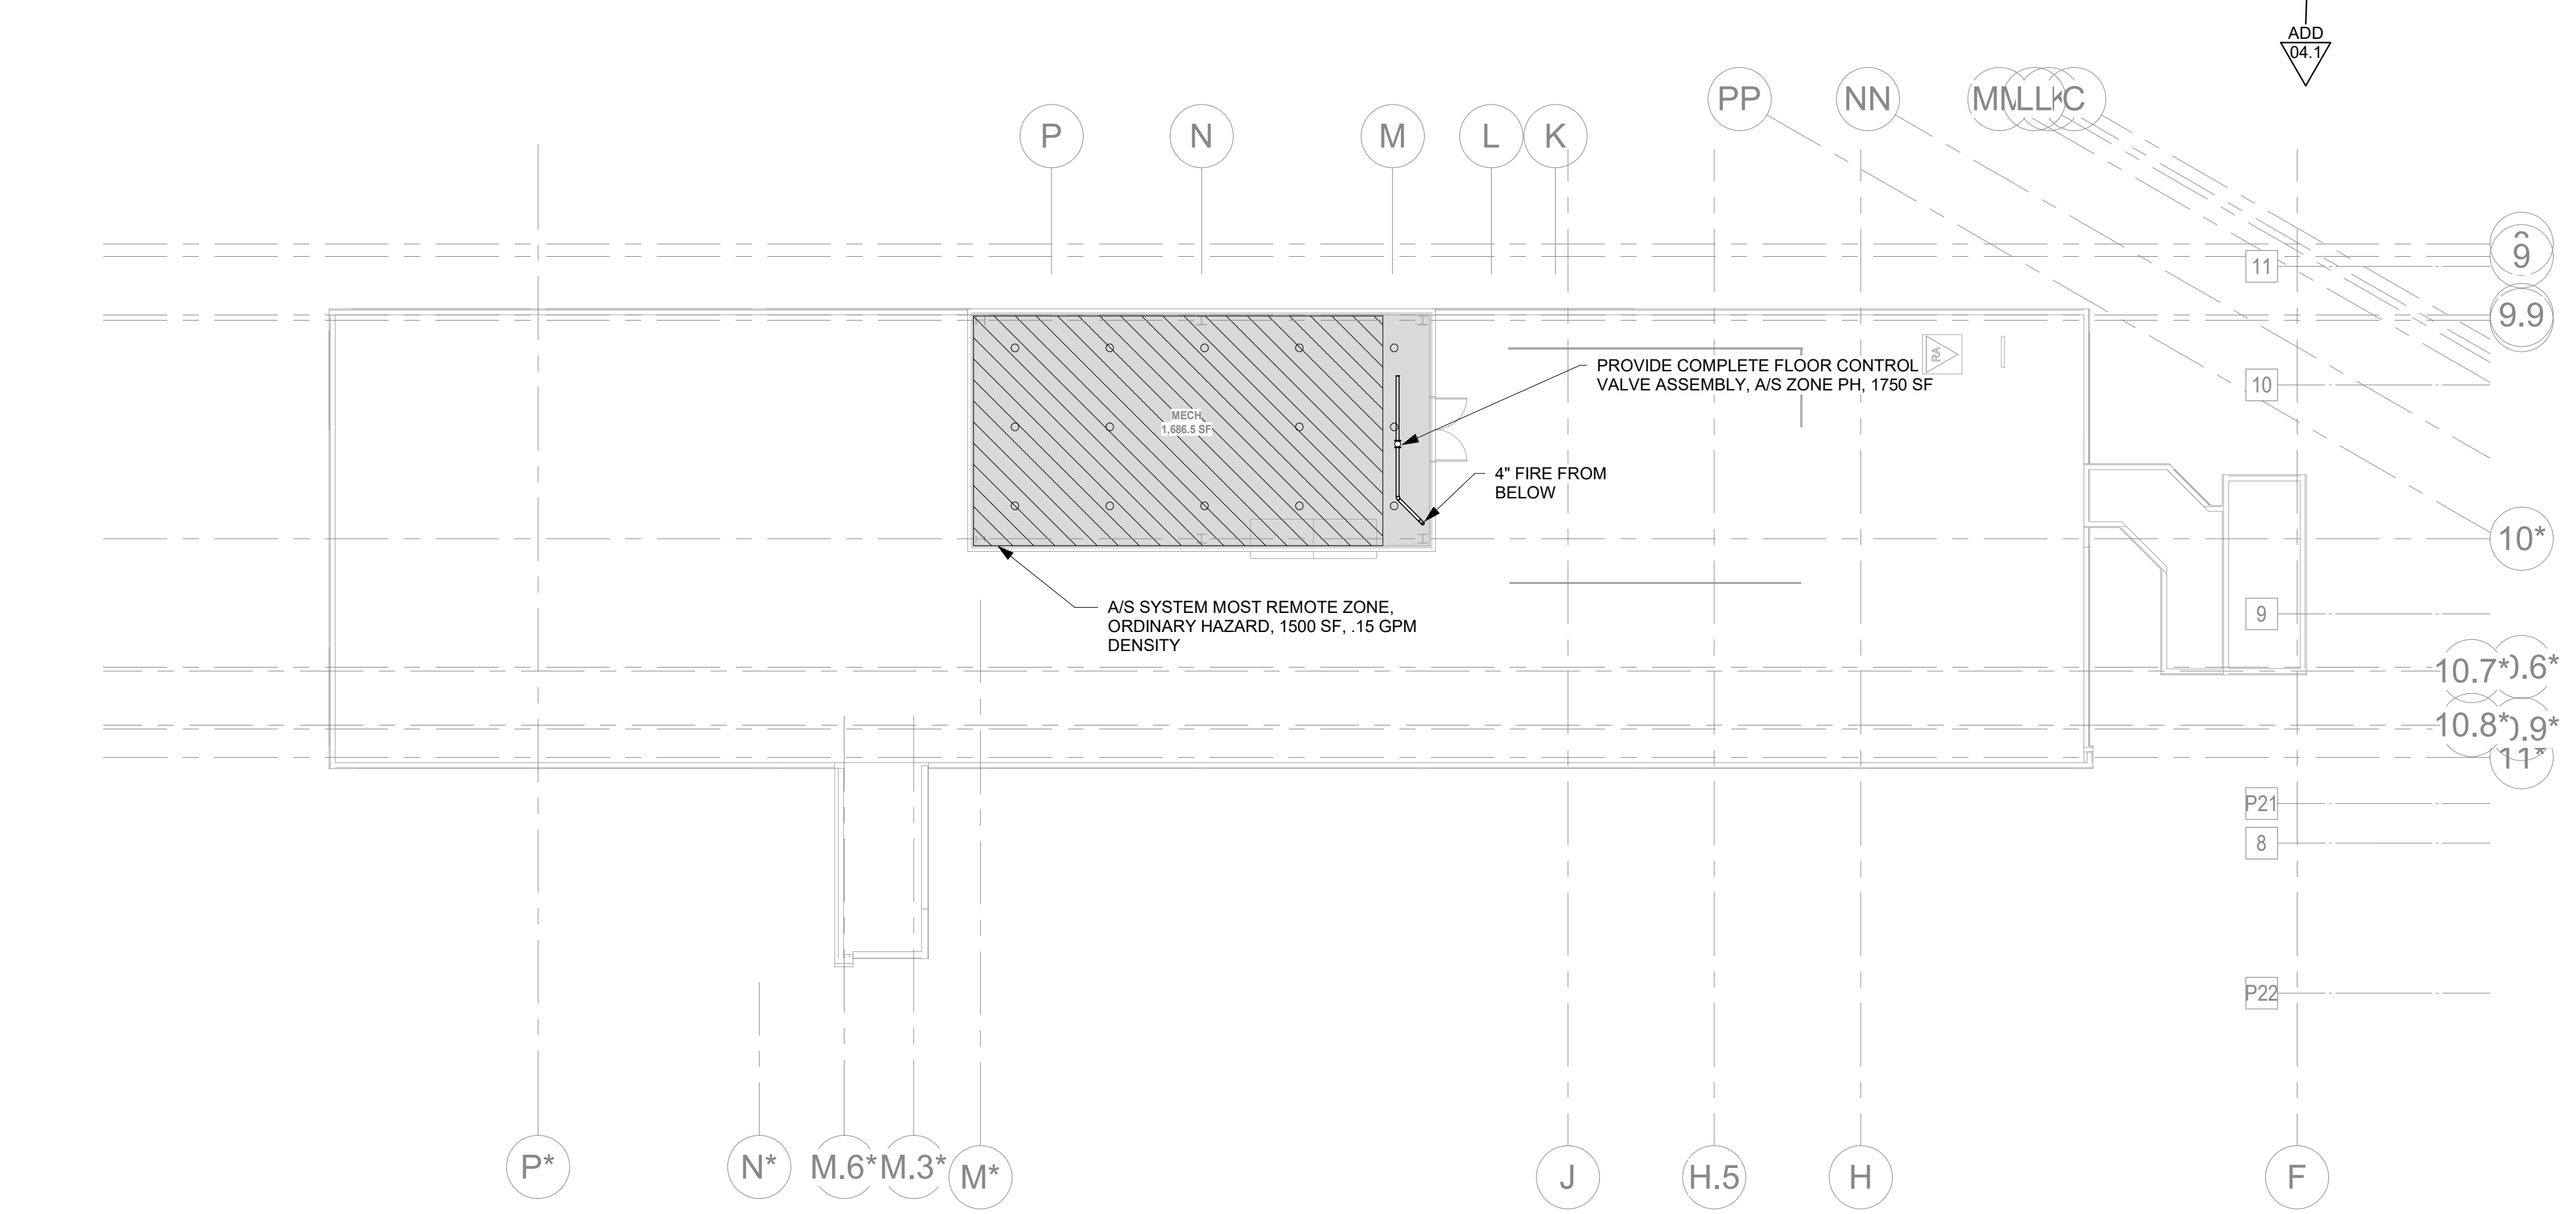 ADD
04.1
PP
NN
C
P
N
M
L
K
9
11
9.9
RA
PROVIDE COMPLETE FLOOR CONTROL
VALVE ASSEMBLY, A/S ZONE PH, 1750 SF
10
MECH
1,686.5 SF
4" FIRE FROM
BELOW
10*
A/S SYSTEM MOST REMOTE ZONE,
ORDINARY HAZARD, 1500 SF, .15 GPM
DENSITY
9
10.7*
10.8*
11*
P21
8
P22
P*
N*
M.6*
M.3*
M*
J
H.5
H
F